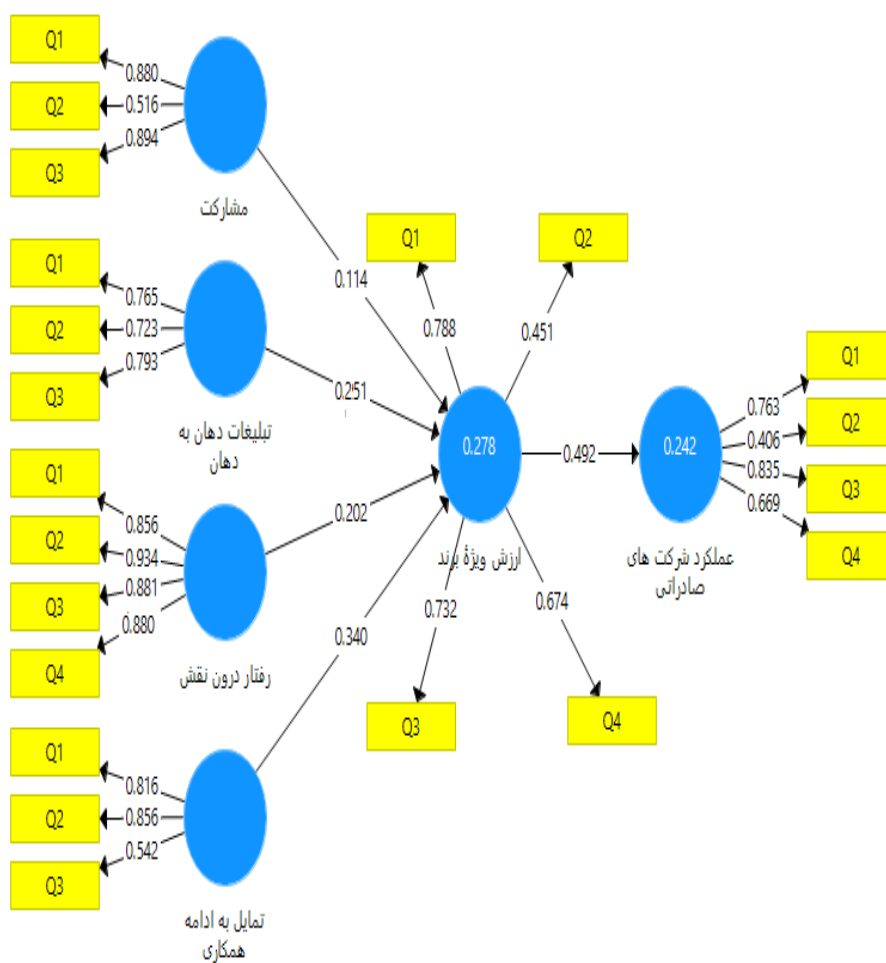 Q1
Q2
Q3
0.880
0.516
0.894
مشارکت
0.114
Q1
Q2
Q3
0.765
0.723
0.793
تبلیغات دهان به
دهان
0.251
Q1
Q2
Q3
Q4
0.856
0.934
0.881
0.880
رفتار درون نقش
0.202
Q1
Q2
Q3
0.816
0.856
0.542
تمایل به ادامه
همکاری
0.340
Q1
Q2
0.788
0.451
0.278
ارزش ویژهٔ برند
0.732
0.674
Q3
Q4
0.492
0.242
عملکرد شرکت های
صادراتی
0.763
0.406
0.835
0.669
Q1
Q2
Q3
Q4